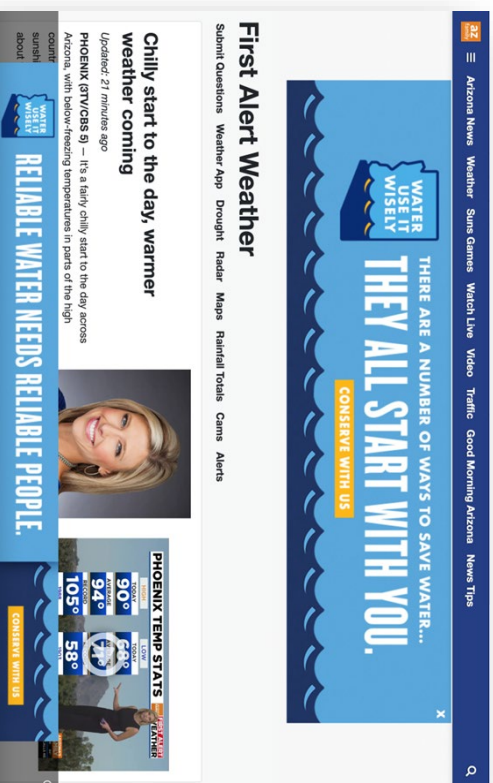 az
family
Arizona News Weather Suns Games Watch Live Video Traffic Good Morning Arizona News Tips
WATER
USE IT
WISELY
THERE ARE A NUMBER OF WAYS TO SAVE WATER...
THEY ALL START WITH YOU.
CONSERVE WITH US
x
First Alert Weather
Submit Questions Weather App Drought Radar Maps Rainfall Totals Cams Alerts
Chilly start to the day, warmer
weather coming
Updated: 21 minutes ago
PHOENIX (3TV/CBS 5) — It's a fairly chilly start to the day across
Arizona, with below-freezing temperatures in parts of the high
countr
sunshi
about
PHOENIX TEMP STATS
HIGH LOW
TODAY TODAY
90° 68°
AVERAGE
94°
RECORD
105° 58°
FIRST ALERT
WEATHER
WATER
USE IT
WISELY
RELIABLE WATER NEEDS RELIABLE PEOPLE.
CONSERVE WITH US